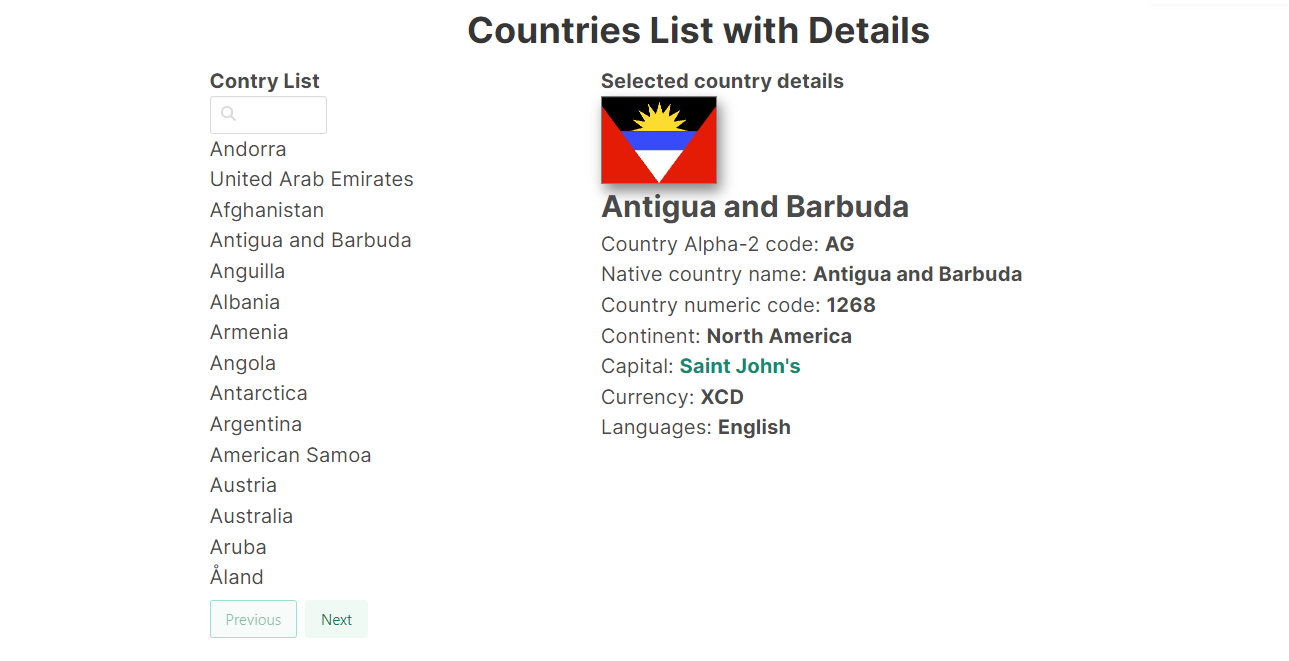 Countries List with Details
Contry List
Andorra
United Arab Emirates
Afghanistan
Antigua and Barbuda
Anguilla
Albania
Armenia
Angola
Antarctica
Argentina
American Samoa
Austria
Australia
Aruba
Åland
Previous Next
Selected country details
Antigua and Barbuda
Country Alpha-2 code: AG
Native country name: Antigua and Barbuda
Country numeric code: 1268
Continent: North America
Capital: Saint John's
Currency: XCD
Languages: English